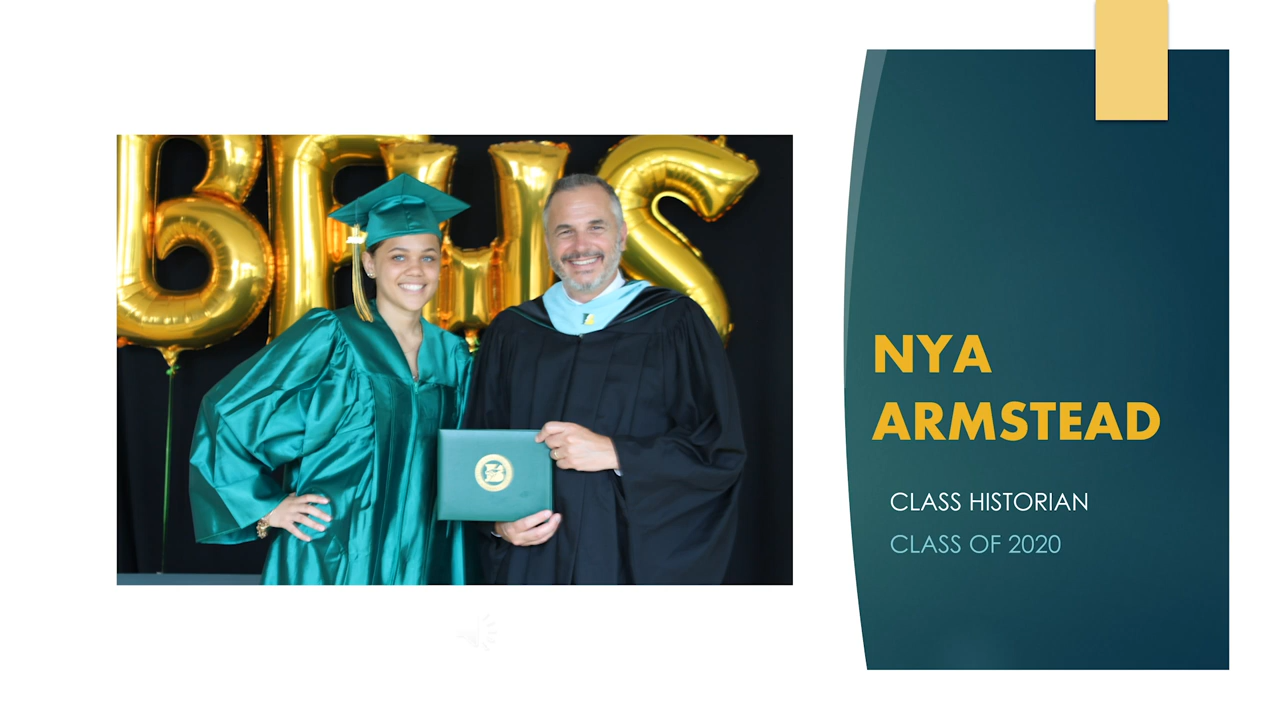 BFHS
NYA
ARMSTEAD
CLASS HISTORIAN
CLASS OF 2020